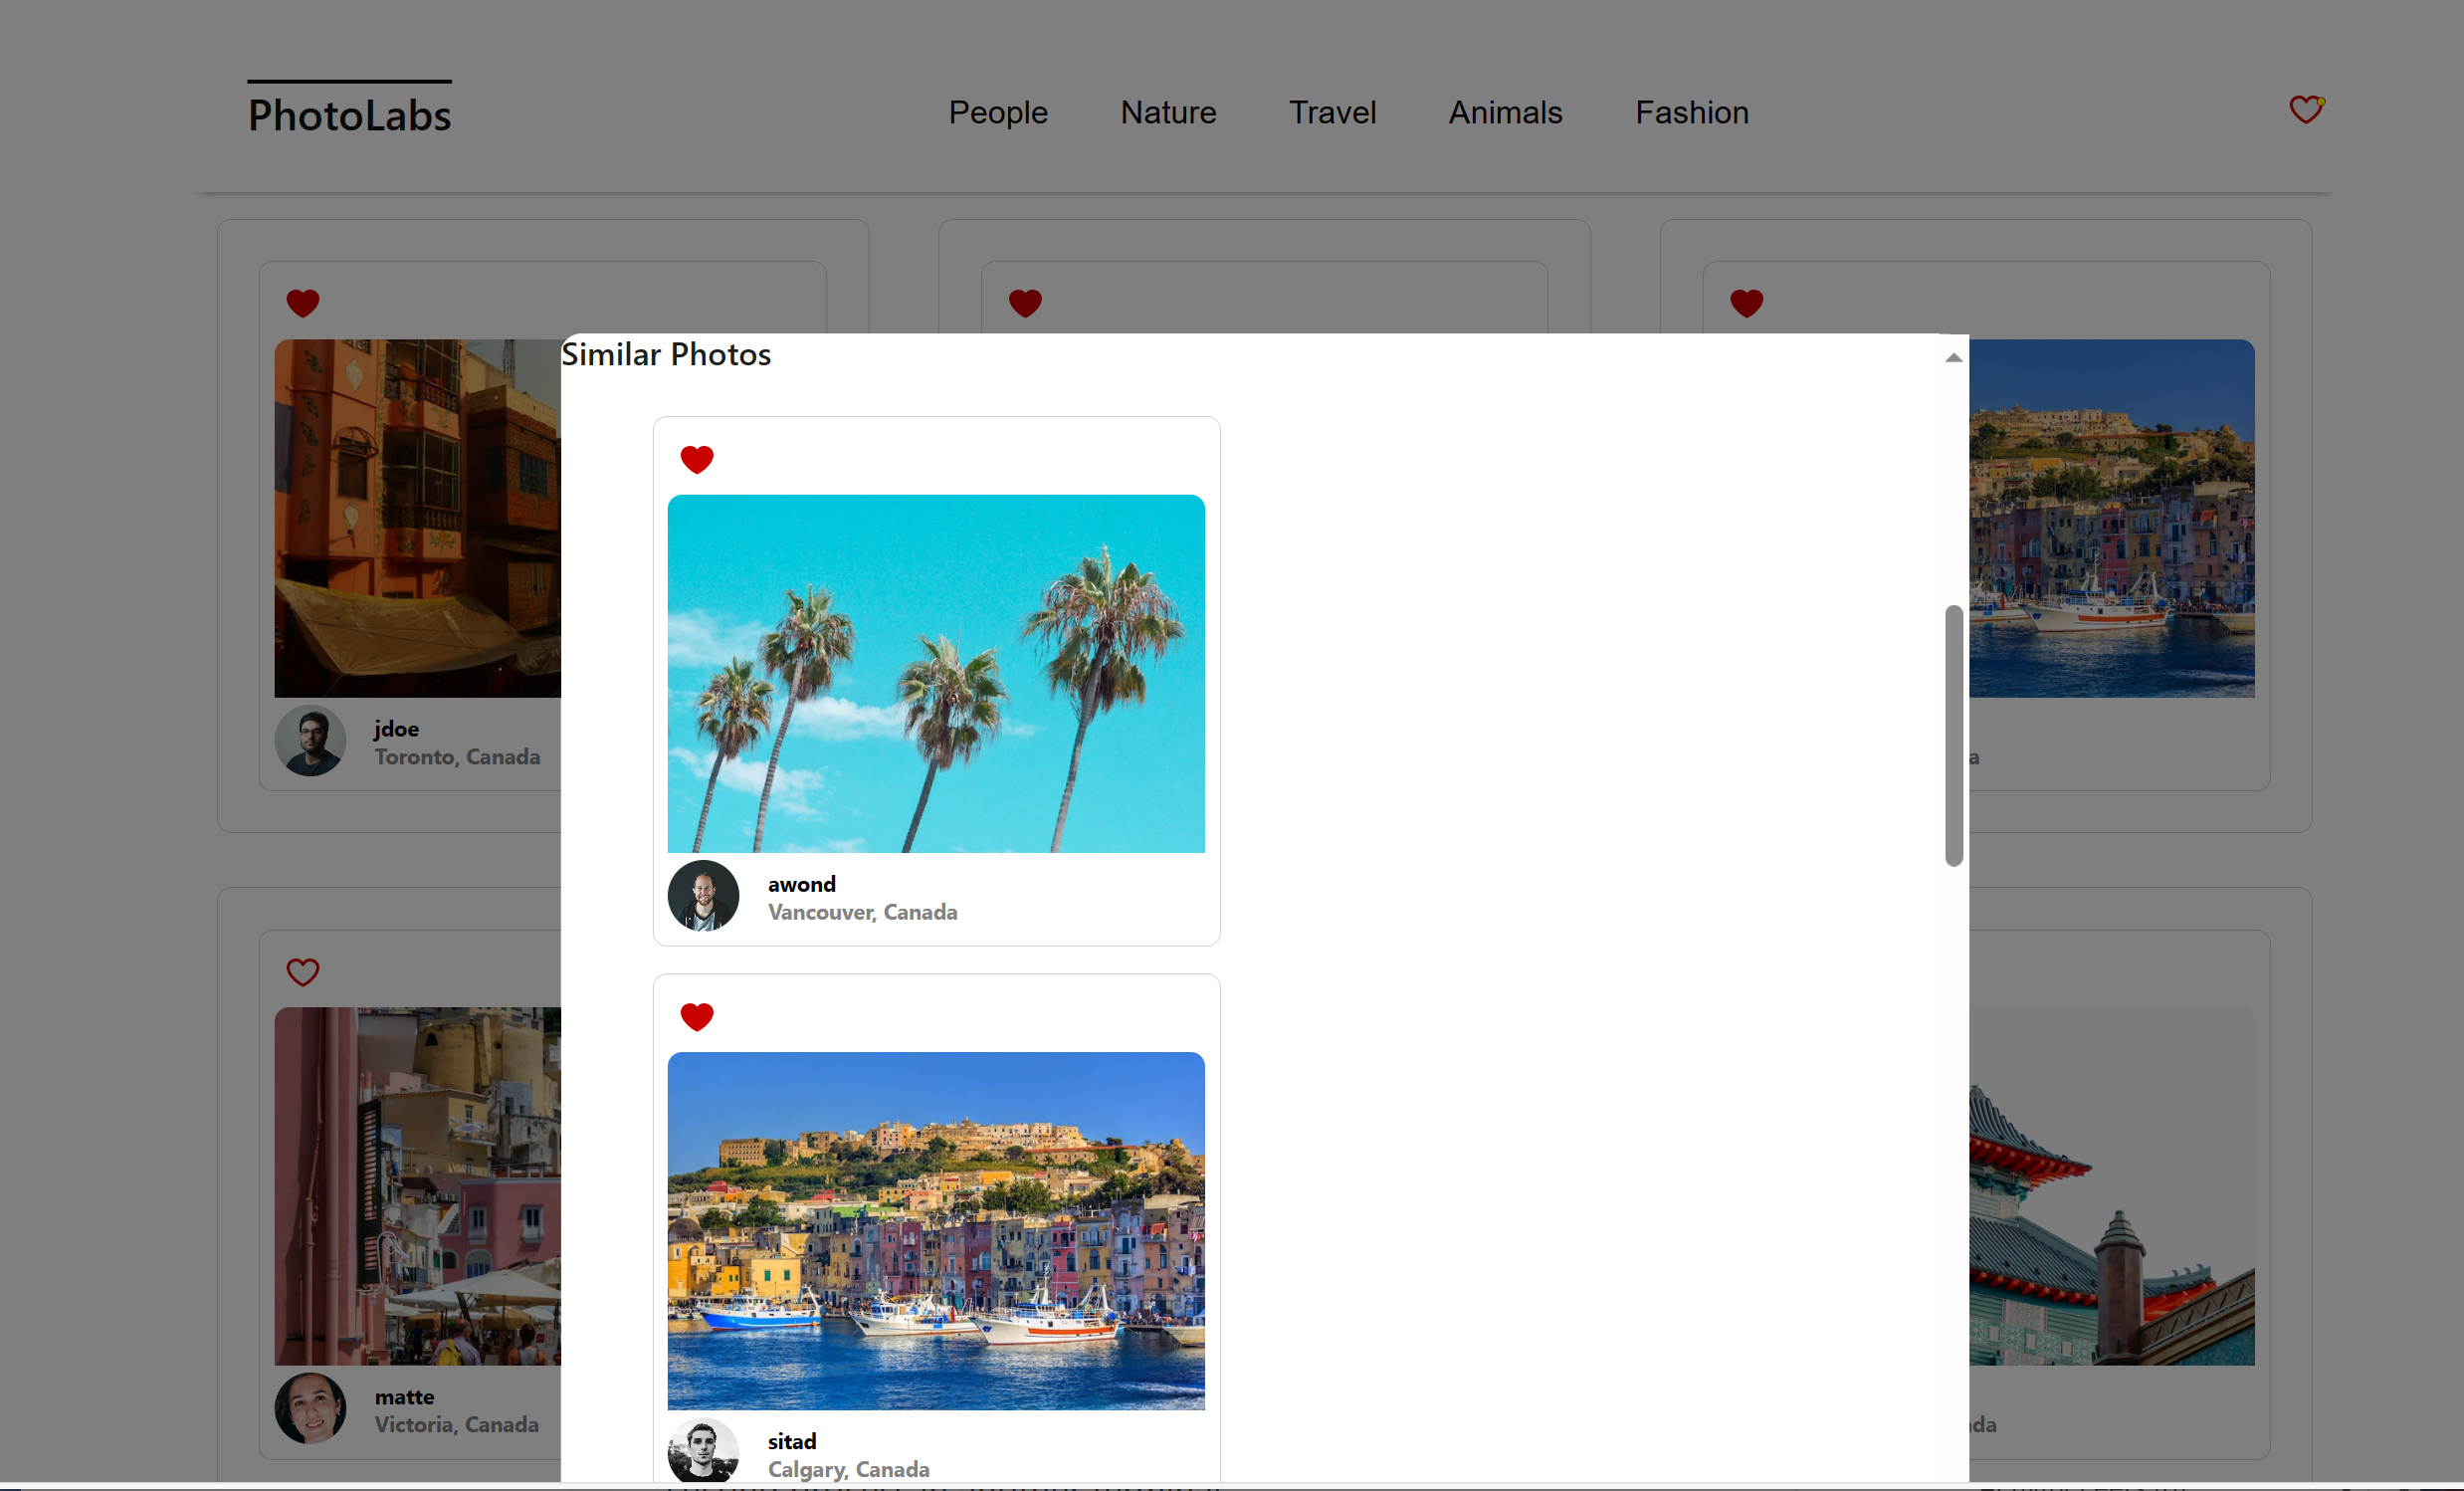 PhotoLabs
People
Nature
Travel
Animals
Fashion
Similar Photos
awond
Vancouver, Canada
sitad
Calgary, Canada
jdoe
Toronto, Canada
matte
Victoria, Canada
a
da